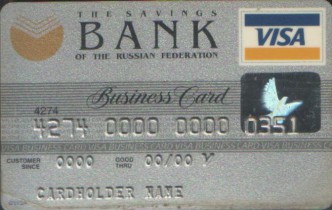 THE SAVINGS
BANK
OF THE RUSSIAN FEDERATION
VISA
Business Card
4274
4274 0000 0000 0351
CUSTOMER SINCE 0000 GOOD THRU 00/00 V
CARDHOLDER NAME